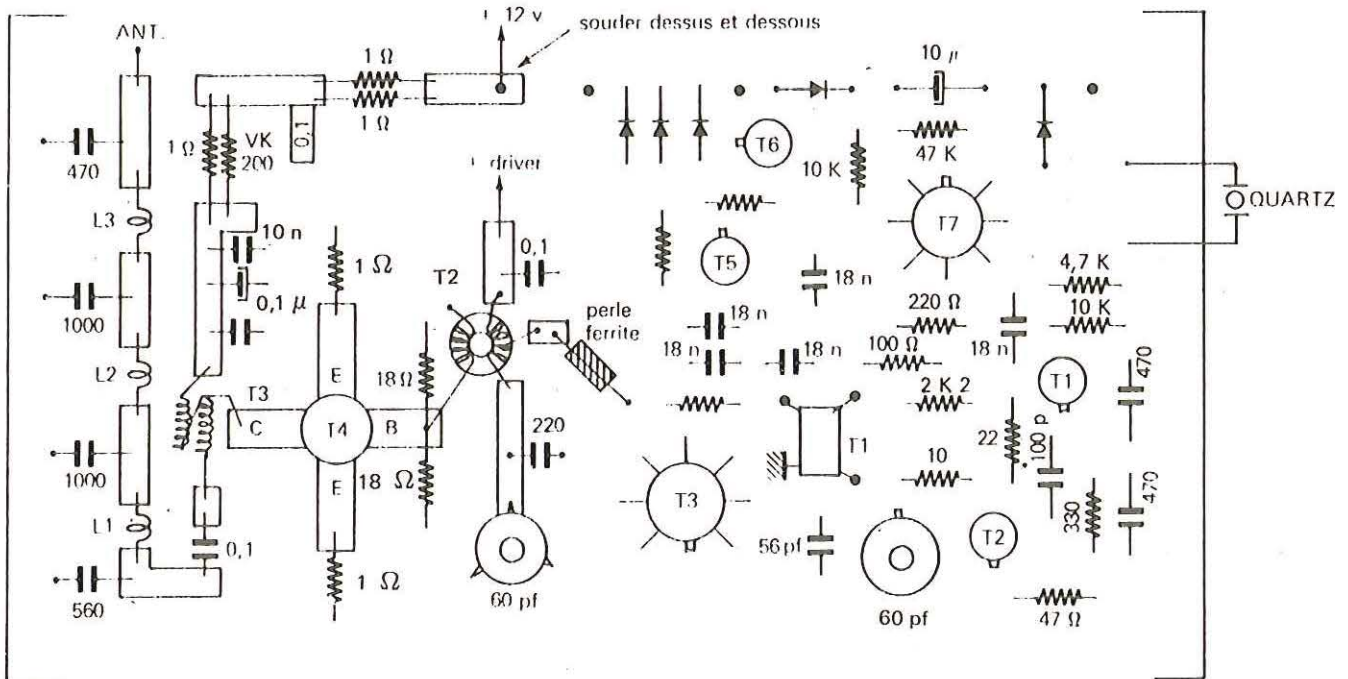 ANT.
+ 12 v
souder dessus et dessous
1 Ω
1 Ω
0,1
1 Ω
VK
200
470
L3
10 n
0,1 µ
1000
L2
1000
L1
560
T3
0,1
1 Ω
E
C
T4
B
E
18 Ω
18Ω
1 Ω
+ driver
0,1
T2
perle
ferrite
220
60 pf
10 µ
47 K
T6
10 K
T7
T5
18 n
18 n
18 n
18 n
220 Ω
100 Ω
18 n
4,7 K
10 K
2 K 2
T1
T1
470
22
100 p
10
T3
330
470
56 pf
T2
60 pf
47 Ω
QUARTZ